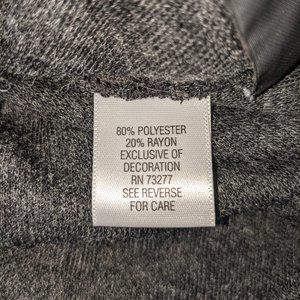 80% POLYESTER
20% RAYON
EXCLUSIVE OF
DECORATION
RN 73277
SEE REVERSE
FOR CARE